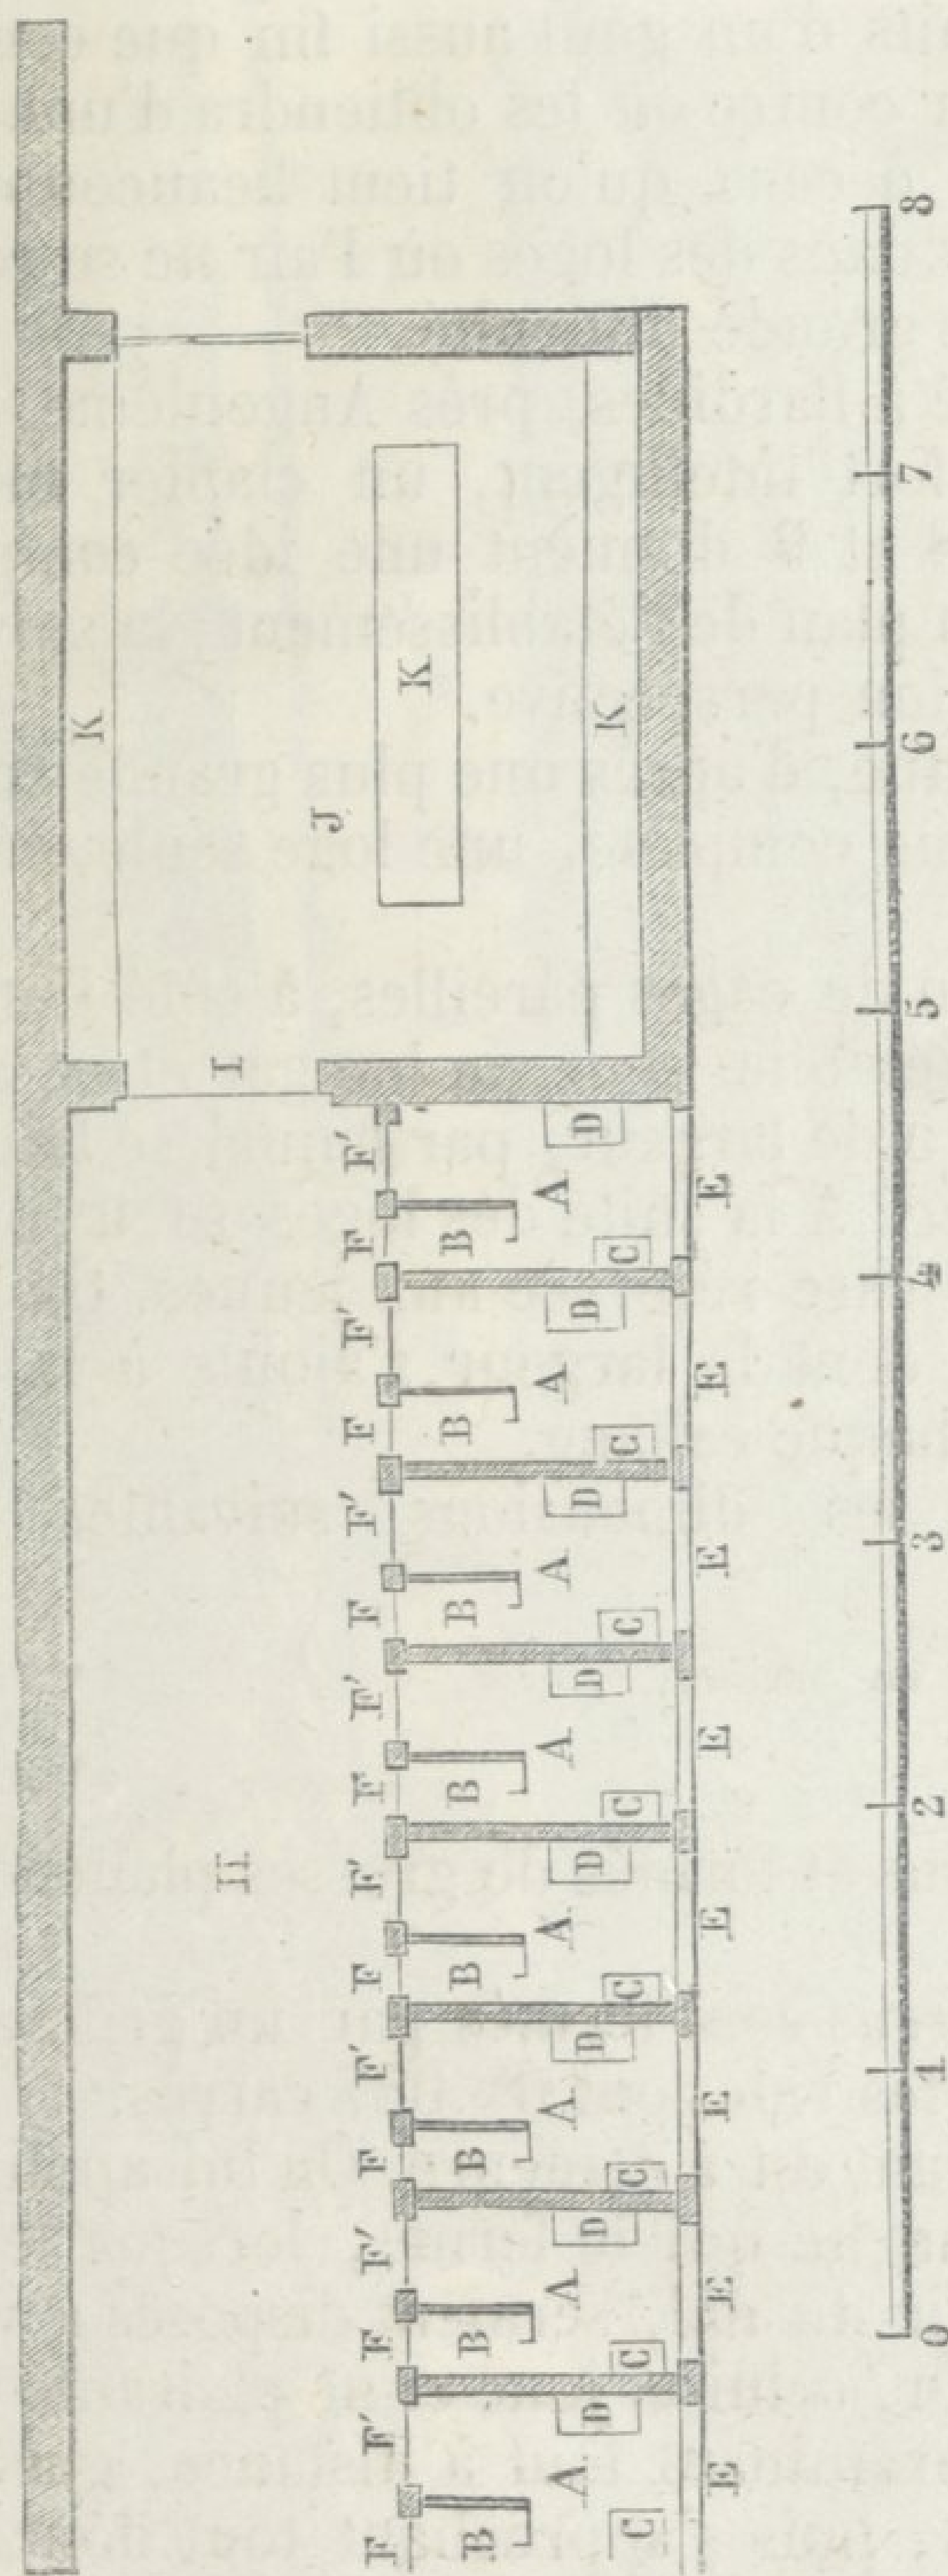 K
H I
J
F F′ F F′ F F′ F F′ F F′ F F′ F F′ F F′
K
B B B B B B B B
A A A A A A A A
D D D D D D D D
K
C C C C C C C C
E E E E E E E E
0 1 2 3 4 5 6 7 8